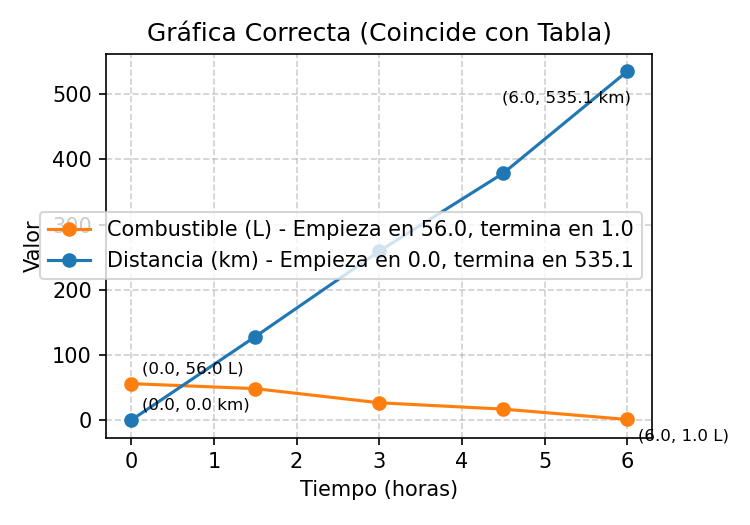 Gráfica Correcta (Coincide con Tabla)
500
(6.0, 535.1 km)
400
300
Combustible (L) - Empieza en 56.0, termina en 1.0
Distancia (km) - Empieza en 0.0, termina en 535.1
Valor
200
100
(0.0, 56.0 L)
(0.0, 0.0 km)
0
(6.0, 1.0 L)
0 1 2 3 4 5 6
Tiempo (horas)